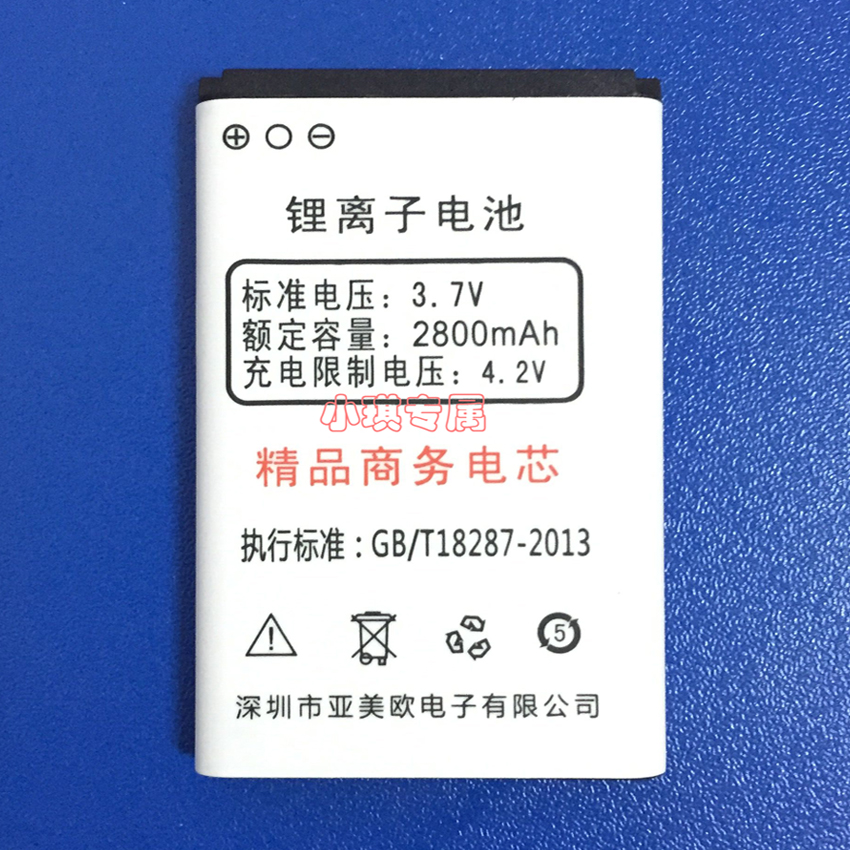 锂离子电池
标准电压：3.7V
额定容量：2800mAh
充电限制电压：4.2V
小琪专属
精品商务电芯
执行标准：GB/T18287-2013
5
深圳市亚美欧电子有限公司